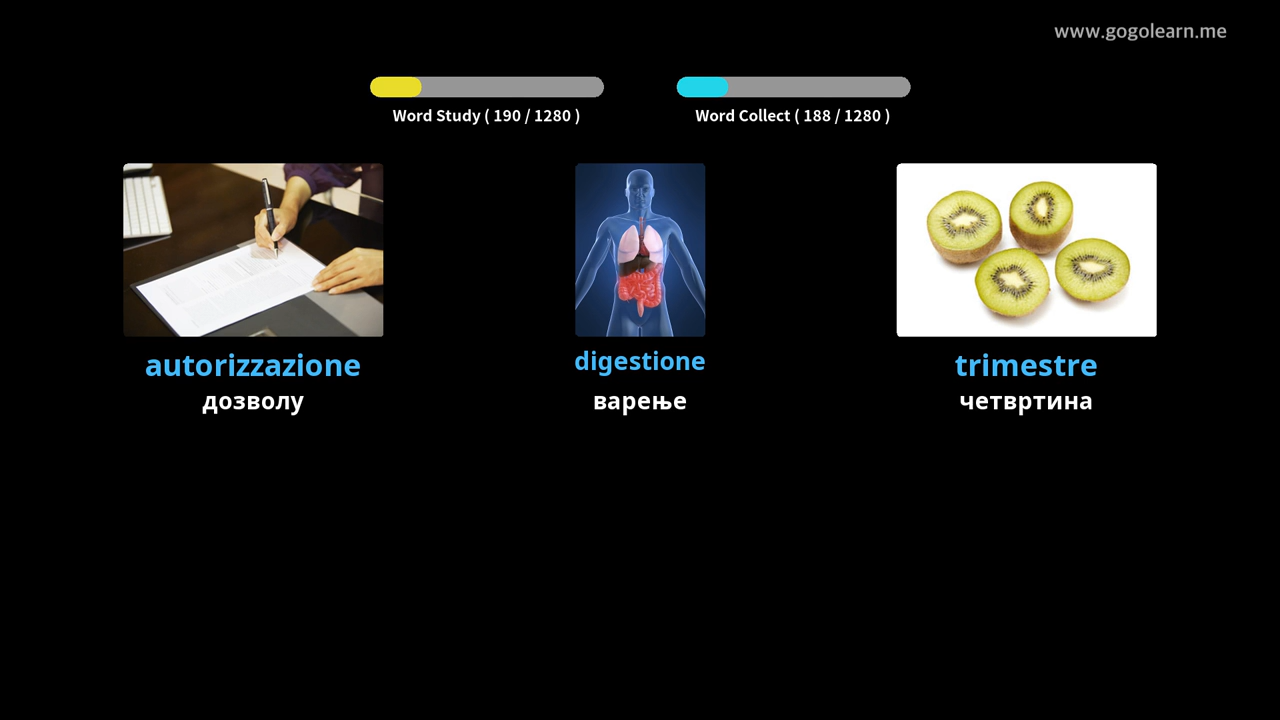 www.gogolearn.me
Word Study ( 190 / 1280 )
Word Collect ( 188 / 1280 )
autorizzazione
дозволу
digestione
варење
trimestre
четвртина